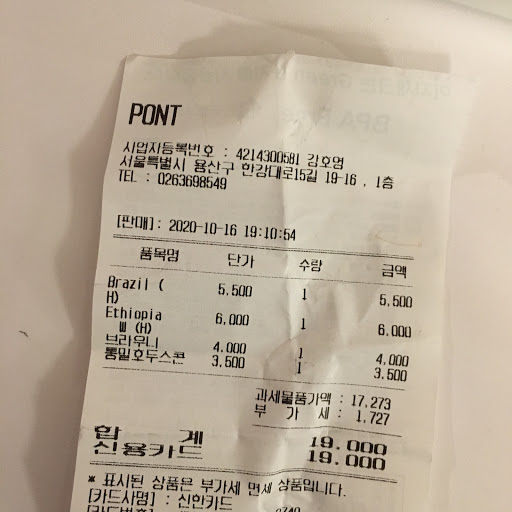 PONT
사업자등록번호 : 4214300581 강호영
서울특별시 용산구 한강대로15길 19-16 , 1층
TEL : 0263698549
[판매]: 2020-10-16 19:10:54
품목명 단가 수량 금액
Brazil ( 5,500 1 5,500
H)
Ethiopia 6,000 1 6,000
W (H)
브라우니 4,000 1 4,000
통밀호두스콘 3,500 1 3,500
과세물품가액 : 17,273
부 가 세 : 1,727
합 계 19,000
신용카드 19,000
* 표시된 상품은 부가세 면세 상품입니다.
[카드사명] : 신한카드